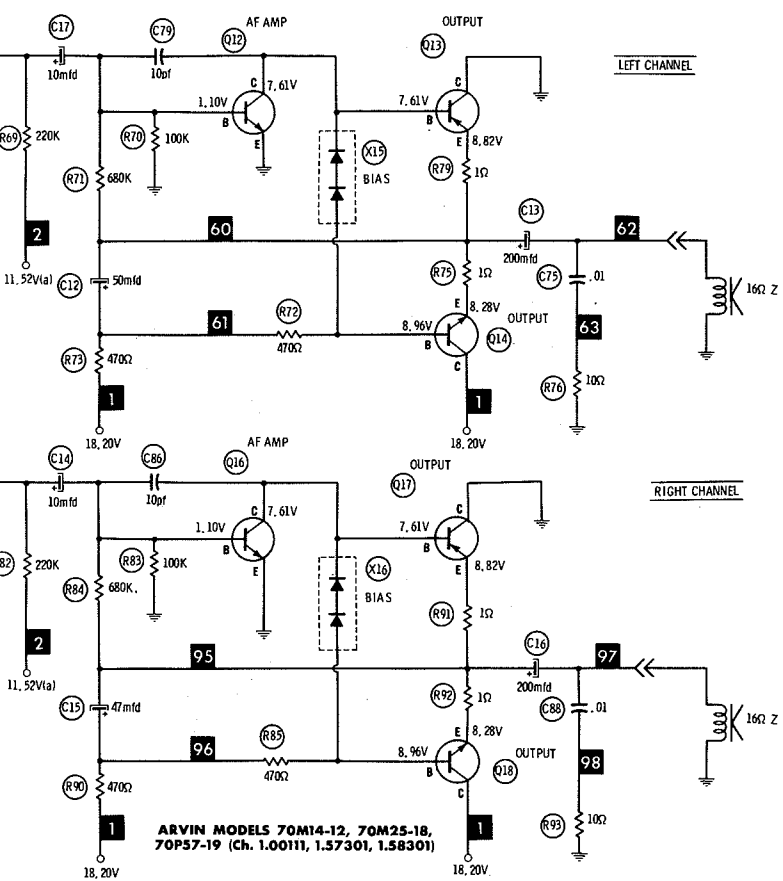 C17
C79
AF AMP
Q12
OUTPUT
Q13
LEFT CHANNEL
10mfd
10pf
C
7.61V
1.10V
B
E
7.61V
B
C
E
8.82V
R69
220K
R70
100K
R71
680K
X15
BIAS
R79
1Ω
2
60
C13
62
11.52V(a)
C12
50mfd
200mfd
R75
1Ω
C75
.01
16Ω Z
61
R72
470Ω
8.96V
B
E
8.28V
OUTPUT
Q14
C
63
R73
470Ω
R76
10Ω
1
1
18.20V
18.20V
C14
C86
AF AMP
Q16
OUTPUT
Q17
RIGHT CHANNEL
10mfd
10pf
C
7.61V
1.10V
B
E
7.61V
B
C
E
8.82V
82
220K
R83
100K
R84
680K.
X16
BIAS
R91
1Ω
2
95
C16
97
11.52V(a)
C15
47mfd
200mfd
R92
1Ω
C88
.01
16Ω Z
96
R85
470Ω
8.96V
B
E
8.28V
OUTPUT
Q18
C
98
R90
470Ω
R93
10Ω
1
1
ARVIN MODELS 70M14-12, 70M25-18,
70P57-19 (Ch. 1.00111, 1.57301, 1.58301)
18.20V
18.20V